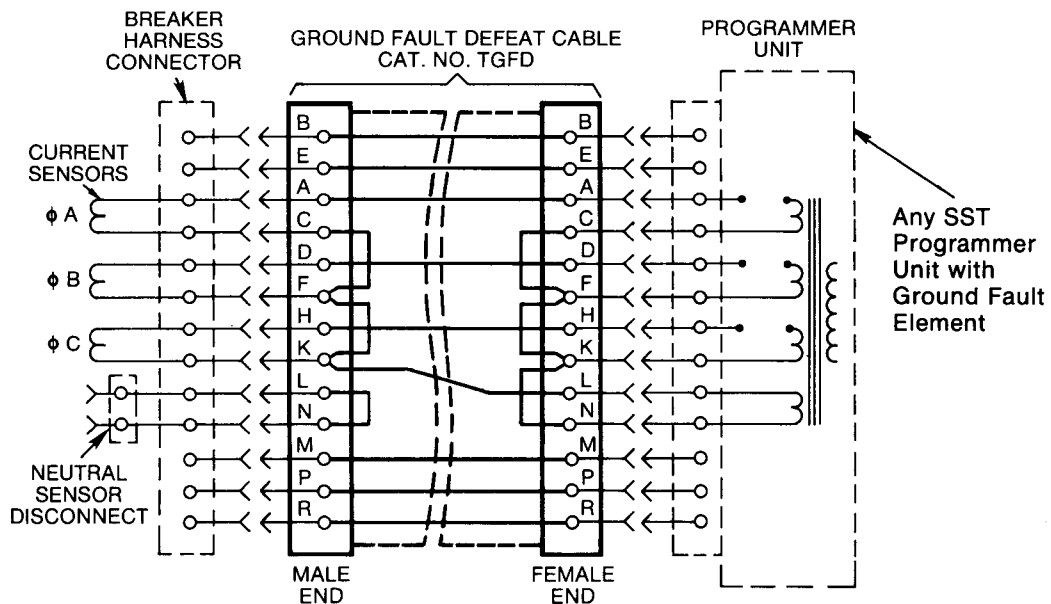 BREAKER
HARNESS
CONNECTOR
GROUND FAULT DEFEAT CABLE
CAT. NO. TGFD
PROGRAMMER
UNIT
CURRENT
SENSORS
ϕ A
ϕ B
ϕ C
NEUTRAL
SENSOR
DISCONNECT
B
E
A
C
D
F
H
K
L
N
M
P
R
MALE
END
B
E
A
C
D
F
H
K
L
N
M
P
R
FEMALE
END
Any SST
Programmer
Unit with
Ground Fault
Element